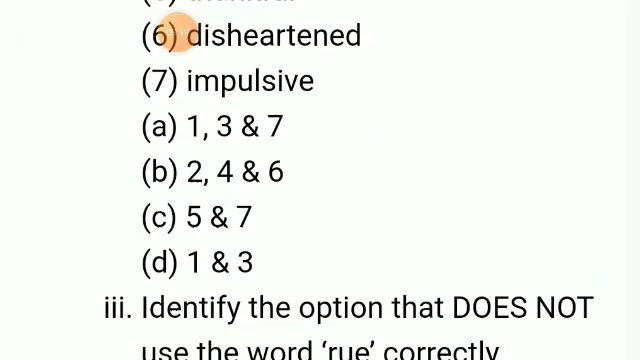 (6) disheartened
(7) impulsive
(a) 1, 3 & 7
(b) 2, 4 & 6
(c) 5 & 7
(d) 1 & 3
iii. Identify the option that DOES NOT
use the word ‘rue’ correctly